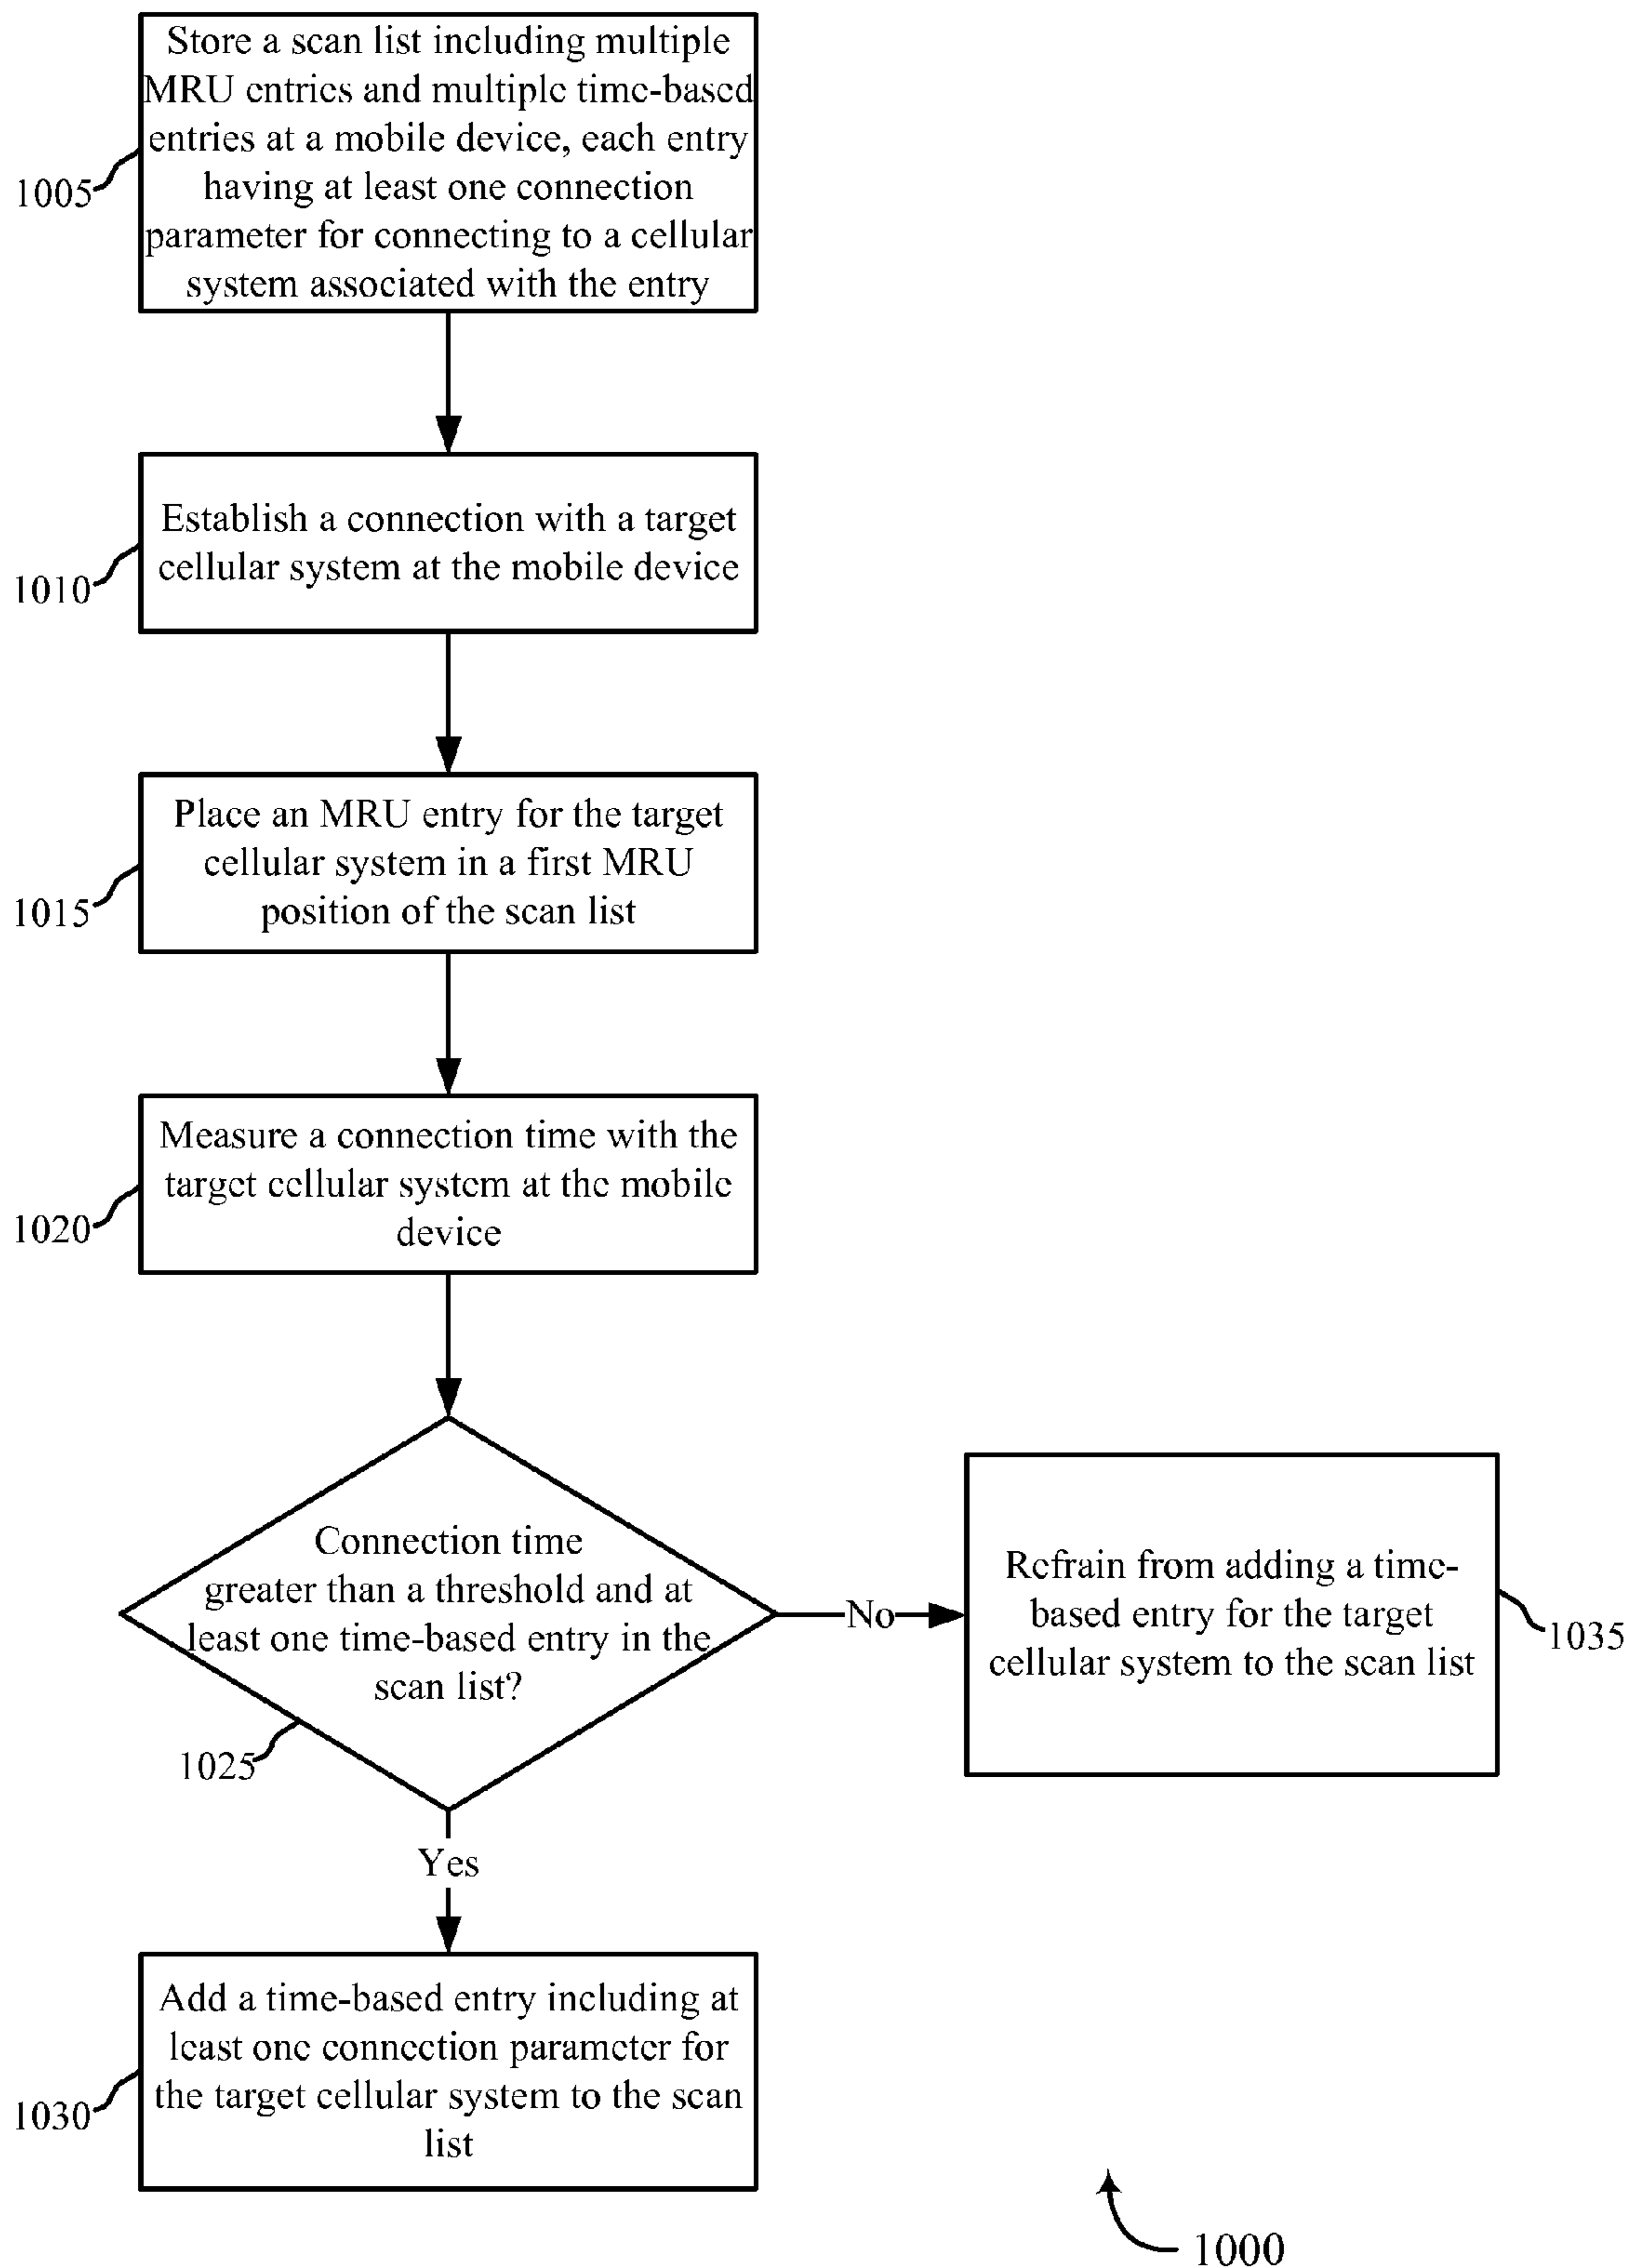 Store a scan list including multiple
MRU entries and multiple time-based
entries at a mobile device, each entry
having at least one connection
parameter for connecting to a cellular
system associated with the entry
1005
Establish a connection with a target
cellular system at the mobile device
1010
Place an MRU entry for the target
cellular system in a first MRU
position of the scan list
1015
Measure a connection time with the
target cellular system at the mobile
device
1020
Connection time
greater than a threshold and at
least one time-based entry in the
scan list?
1025
No
Refrain from adding a time-
based entry for the target
cellular system to the scan list
1035
Yes
Add a time-based entry including at
least one connection parameter for
the target cellular system to the scan
list
1030
1000